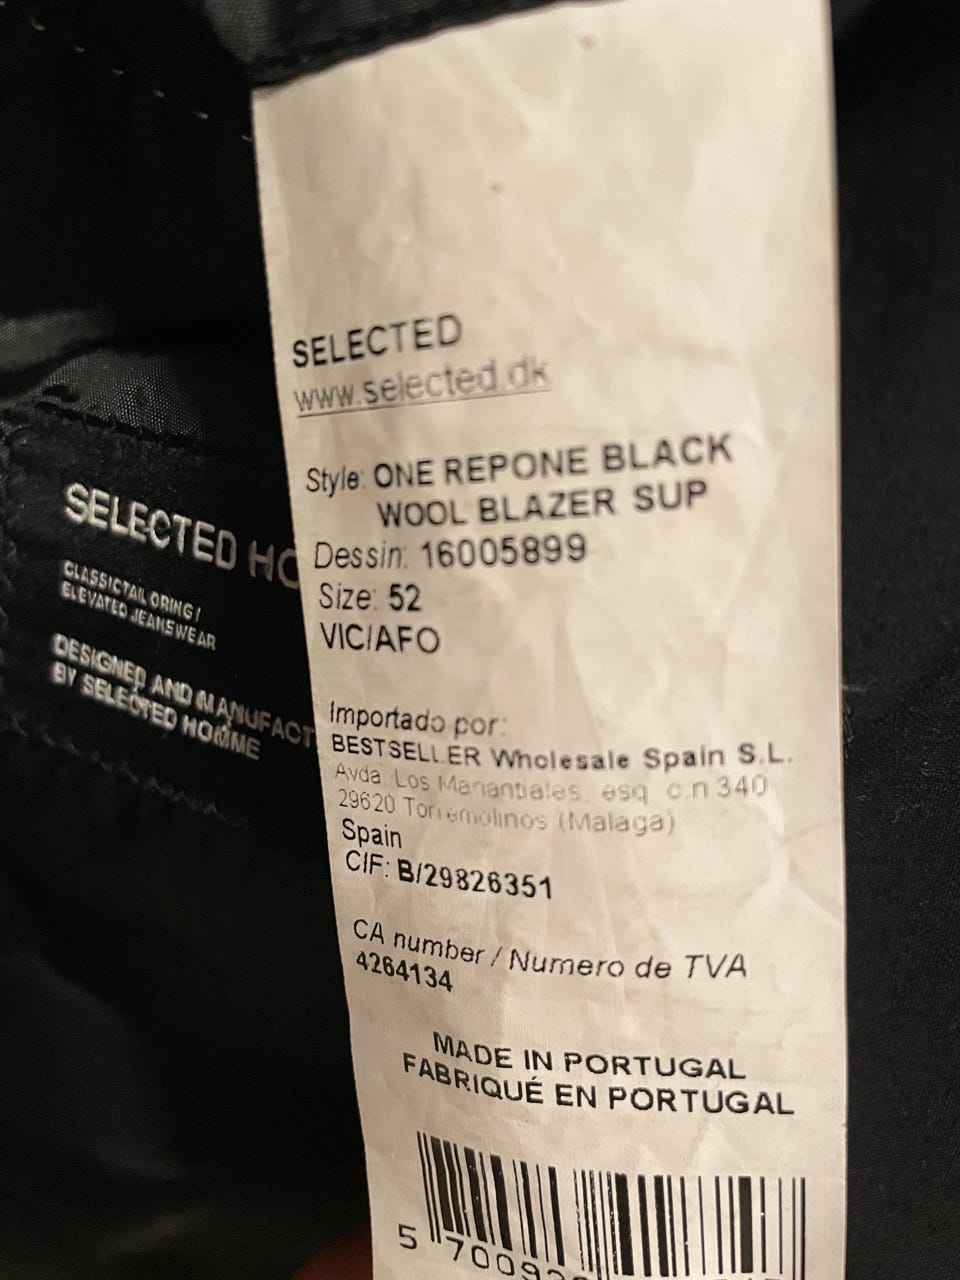 SELECTED
www.selected.dk
Style: ONE REPONE BLACK
WOOL BLAZER SUP
Dessin: 16005899
Size: 52
VIC/AFO
Importado por:
BESTSELLER Wholesale Spain S.L.
Avda. Los Manantiales, esq c.n 340
29620 Torremolinos (Malaga)
Spain
CIF: B/29826351
CA number / Numero de TVA
4264134
MADE IN PORTUGAL
FABRIQUÉ EN PORTUGAL
5 70092
SELECTED HO
CLASSIC TAILORING /
ELEVATED JEANSWEAR
DESIGNED AND MANUFACT
BY SELECTED HOMME